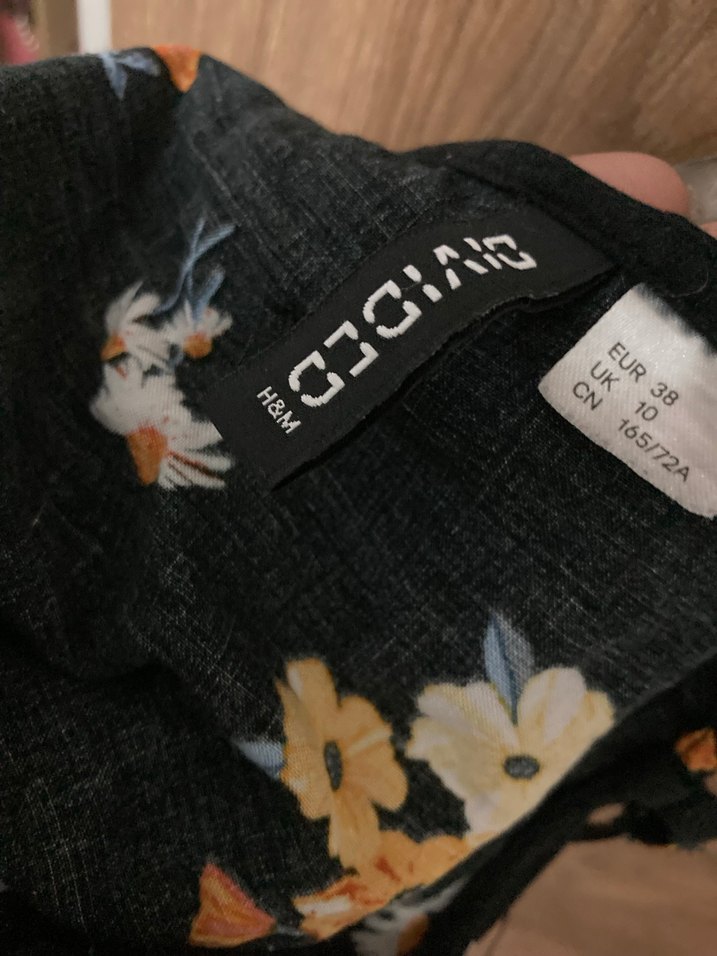 H&M
DIVIDED
EUR 38
UK 10
CN 165/72A